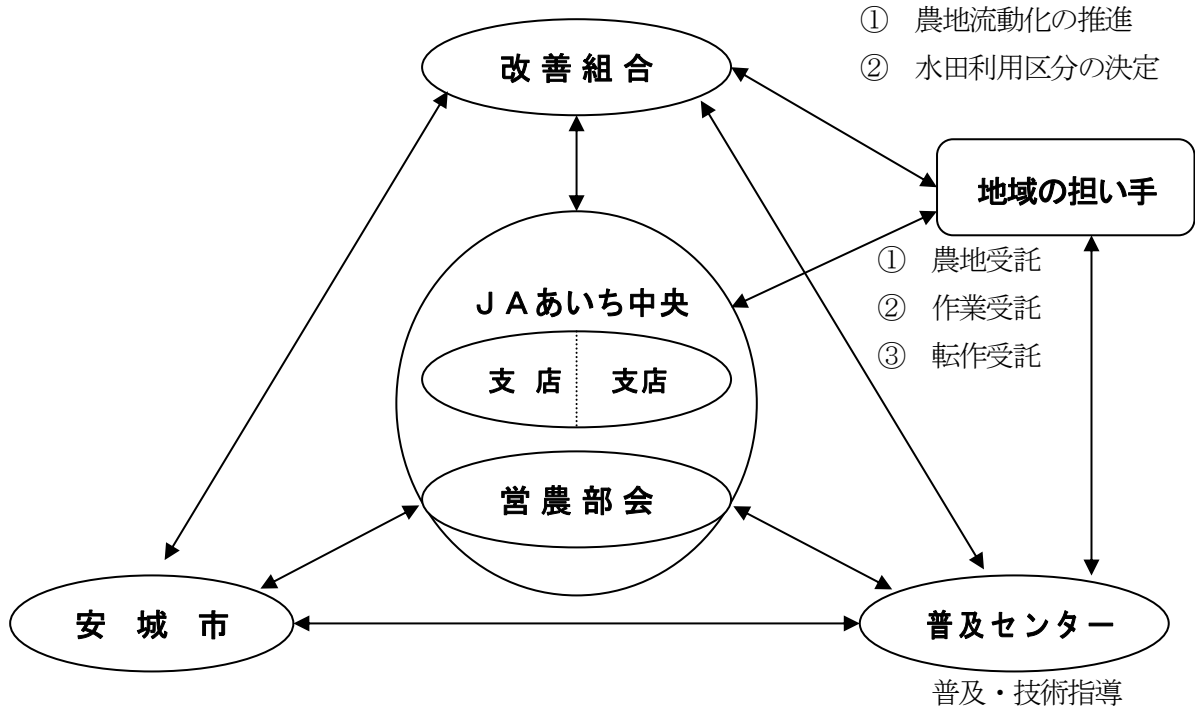 ① 農地流動化の推進
改善組合
② 水田利用区分の決定
地域の担い手
① 農地受託
JAあいち中央
② 作業受託
③ 転作受託
支店 支店
営農部会
安城市
普及センター
普及・技術指導